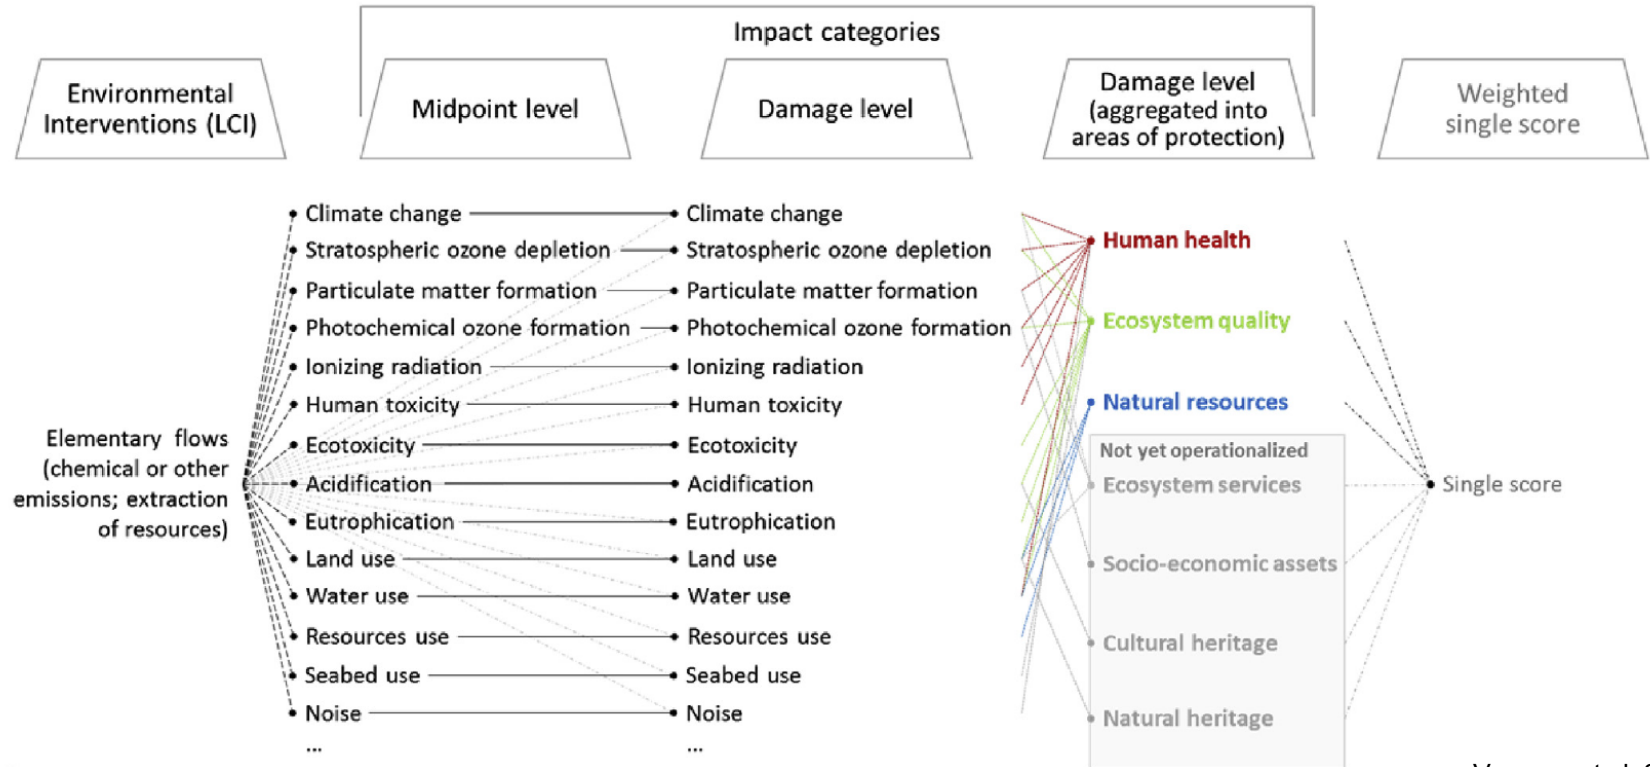 Impact categories
Environmental
Interventions (LCI)
Midpoint level
Damage level
Damage level
(aggregated into
areas of protection)
Weighted
single score
Elementary flows
(chemical or other
emissions; extraction
of resources)
Climate change
Stratospheric ozone depletion
Particulate matter formation
Photochemical ozone formation
Ionizing radiation
Human toxicity
Ecotoxicity
Acidification
Eutrophication
Land use
Water use
Resources use
Seabed use
Noise
...
Climate change
Stratospheric ozone depletion
Particulate matter formation
Photochemical ozone formation
Ionizing radiation
Human toxicity
Ecotoxicity
Acidification
Eutrophication
Land use
Water use
Resources use
Seabed use
Noise
...
Human health
Ecosystem quality
Natural resources
Not yet operationalized
Ecosystem services
Socio-economic assets
Cultural heritage
Natural heritage
Single score